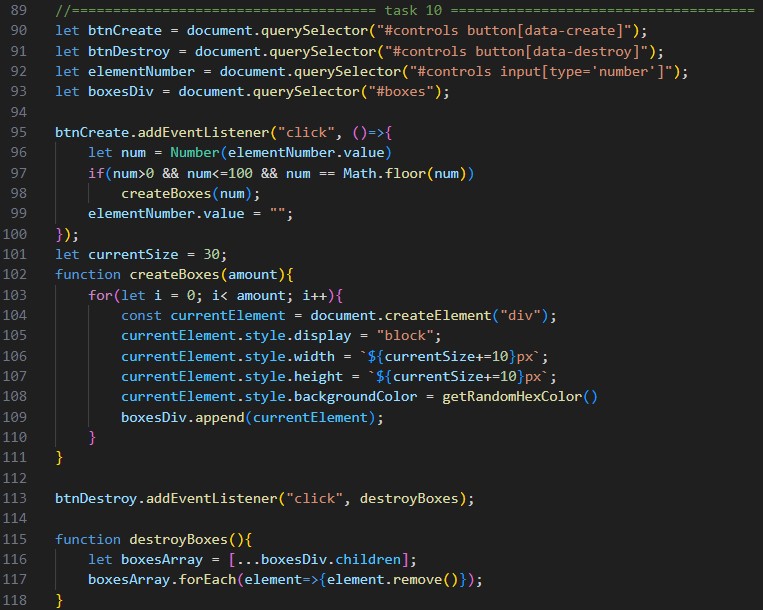 89 //===================================== task 10 =====================================
90 let btnCreate = document.querySelector("#controls button[data-create]");
91 let btnDestroy = document.querySelector("#controls button[data-destroy]");
92 let elementNumber = document.querySelector("#controls input[type='number']");
93 let boxesDiv = document.querySelector("#boxes");
94
95 btnCreate.addEventListener("click", ()=>{
96     let num = Number(elementNumber.value)
97     if(num>0 && num<=100 && num == Math.floor(num))
98         createBoxes(num);
99     elementNumber.value = "";
100 });
101 let currentSize = 30;
102 function createBoxes(amount){
103     for(let i = 0; i< amount; i++){
104         const currentElement = document.createElement("div");
105         currentElement.style.display = "block";
106         currentElement.style.width = `${currentSize+=10}px`;
107         currentElement.style.height = `${currentSize+=10}px`;
108         currentElement.style.backgroundColor = getRandomHexColor()
109         boxesDiv.append(currentElement);
110     }
111 }
112
113 btnDestroy.addEventListener("click", destroyBoxes);
114
115 function destroyBoxes(){
116     let boxesArray = [...boxesDiv.children];
117     boxesArray.forEach(element=>{element.remove()});
118 }